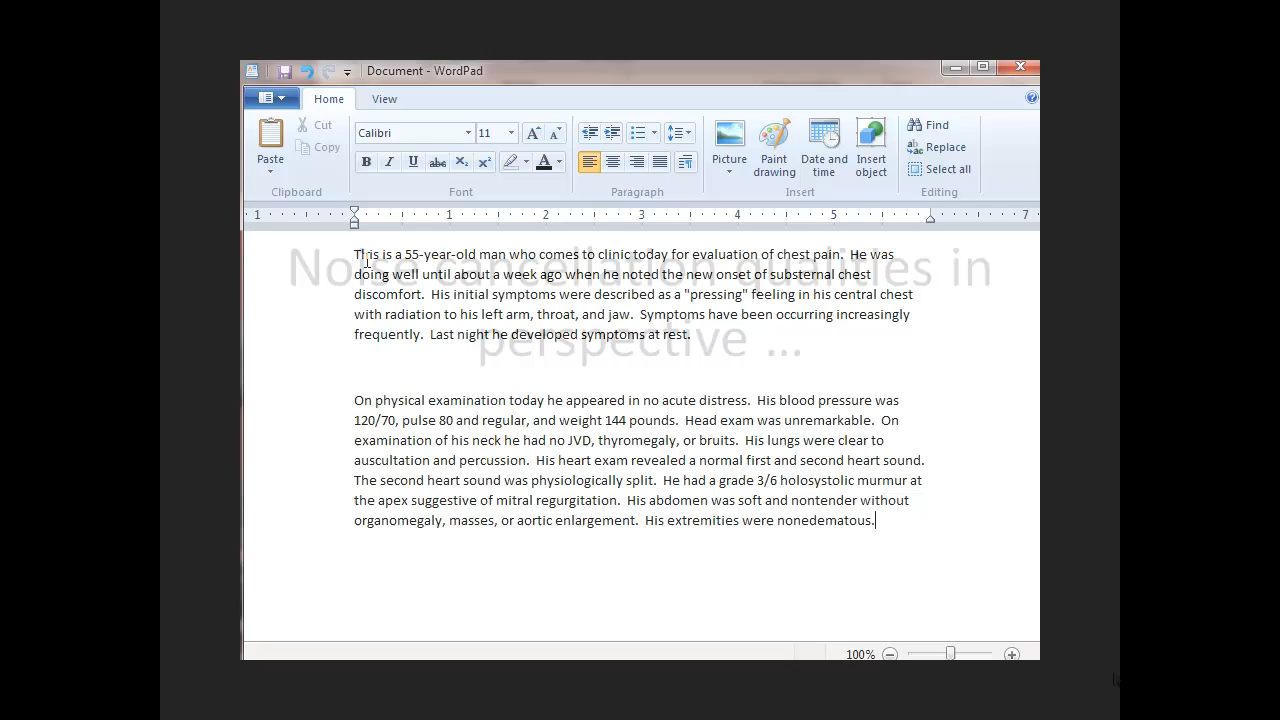 Document - WordPad
Home View
Cut
Copy
Paste
Clipboard
Calibri 11
B I U abc X₂ X²
A
Font
Paragraph
Picture
Paint drawing
Date and time
Insert object
Insert
Find
Replace
Select all
Editing
1 1 2 3 4 5 7
Noise cancellation qualities in
perspective ...
This is a 55-year-old man who comes to clinic today for evaluation of chest pain. He was
doing well until about a week ago when he noted the new onset of substernal chest
discomfort. His initial symptoms were described as a "pressing" feeling in his central chest
with radiation to his left arm, throat, and jaw. Symptoms have been occurring increasingly
frequently. Last night he developed symptoms at rest.
On physical examination today he appeared in no acute distress. His blood pressure was
120/70, pulse 80 and regular, and weight 144 pounds. Head exam was unremarkable. On
examination of his neck he had no JVD, thyromegaly, or bruits. His lungs were clear to
auscultation and percussion. His heart exam revealed a normal first and second heart sound.
The second heart sound was physiologically split. He had a grade 3/6 holosystolic murmur at
the apex suggestive of mitral regurgitation. His abdomen was soft and nontender without
organomegaly, masses, or aortic enlargement. His extremities were nonedematous.
100%